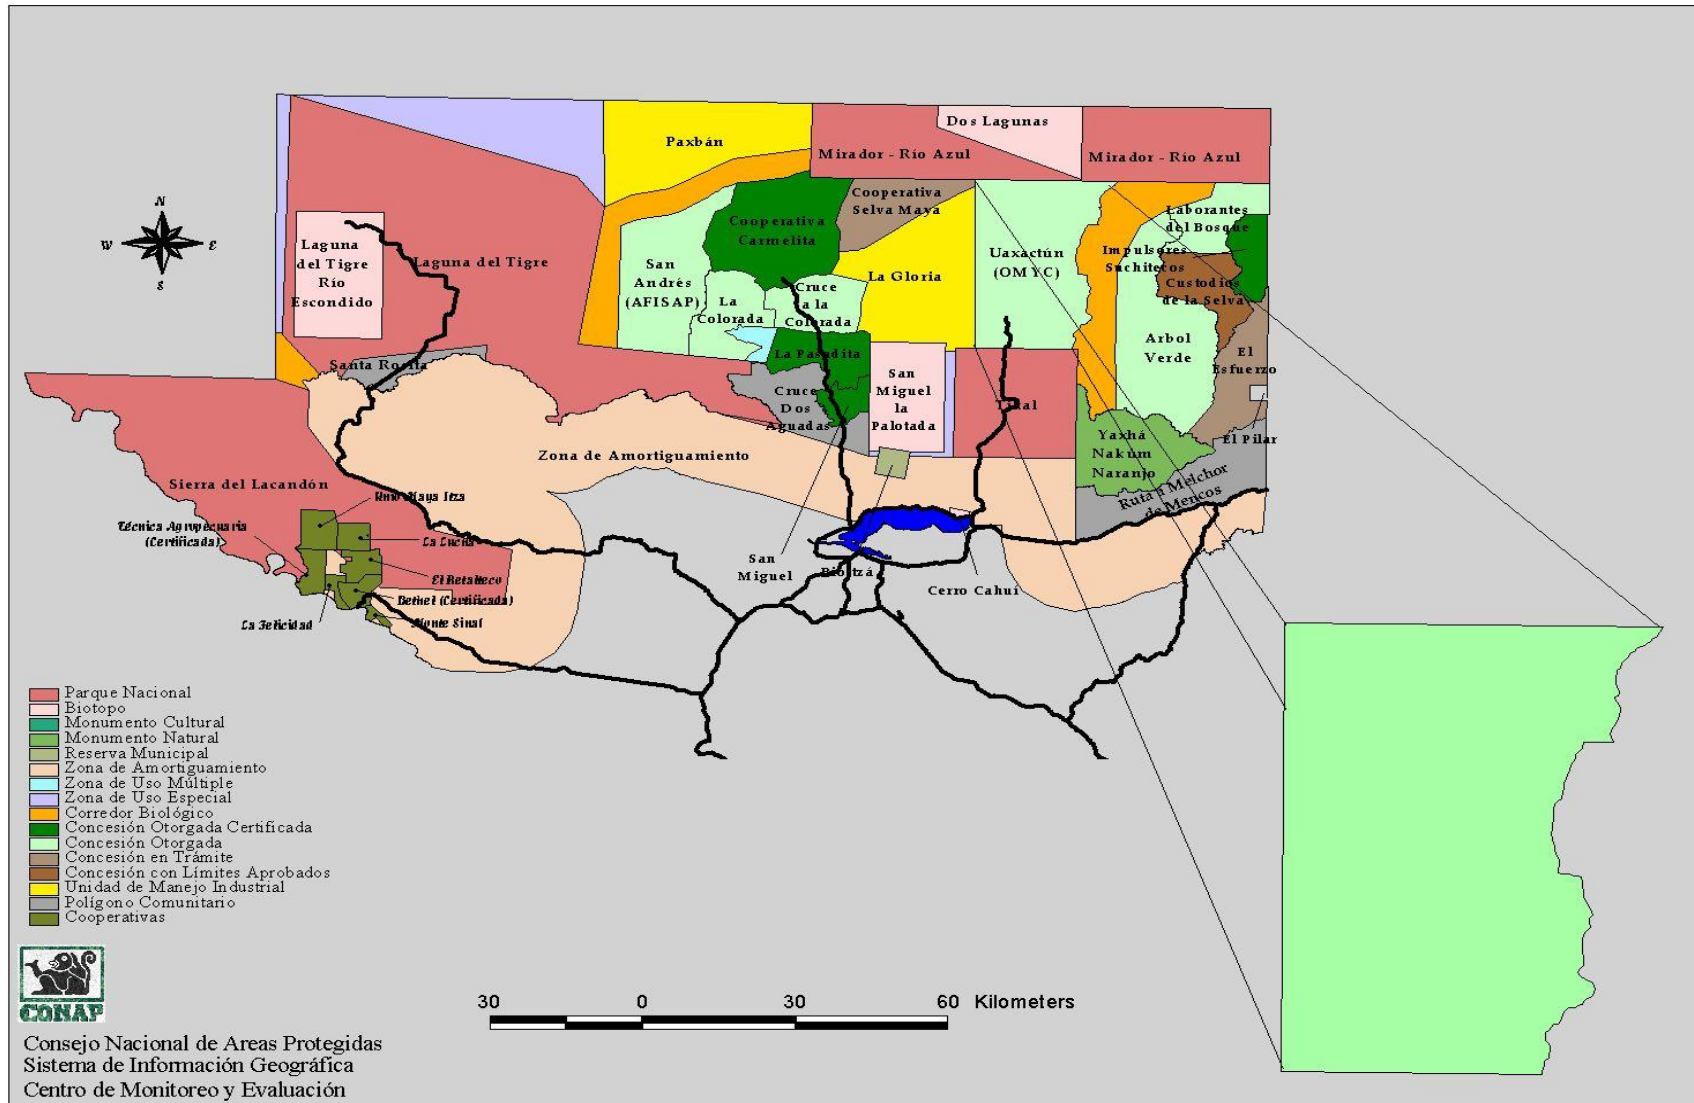 Paxbán
Dos Lagunas
Mirador - Río Azul
Mirador - Río Azul
N
W
E
S
Cooperativa
Selva Maya
Cooperativa
Carmelita
Laborantes
del Bosque
Laguna
del Tigre
Río
Escondido
Laguna del Tigre
San
Andrés
(AFISAP)
La Gloria
Uaxactún
(OMYC)
Impulsores
Suchitecos
Custodios
de la Selva
La
Colorada
Cruce
a la
Colorada
Arbol
Verde
El
Esfuerzo
La Pasadita
Santa Rosita
San
Miguel
la
Palotada
Cruce
Dos
Aguadas
Tikal
El Pilar
Yaxhá
Nakum
Naranjo
Zona de Amortiguamiento
Ruta a Melchor
de Mencos
Sierra del Lacandón
Unió Maya Itza
Técnica Agropecuaria
(Certificada)
La Lucha
El Retalteco
Bethel (Certificada)
Monte Sinal
La Felicidad
San
Miguel
Bioitzá
Cerro Cahuí
Parque Nacional
Biotopo
Monumento Cultural
Monumento Natural
Reserva Municipal
Zona de Amortiguamiento
Zona de Uso Múltiple
Zona de Uso Especial
Corredor Biológico
Concesión Otorgada Certificada
Concesión Otorgada
Concesión en Trámite
Concesión con Límites Aprobados
Unidad de Manejo Industrial
Polígono Comunitario
Cooperativas
CONAP
30 0 30 60 Kilometers
Consejo Nacional de Areas Protegidas
Sistema de Información Geográfica
Centro de Monitoreo y Evaluación